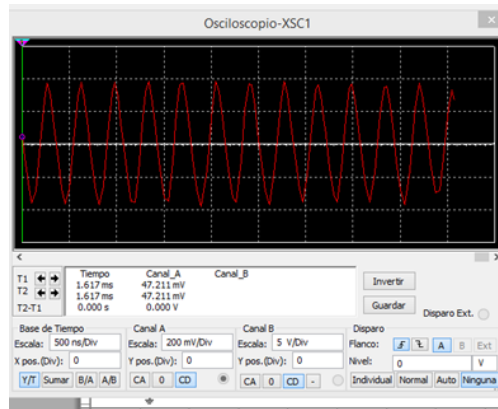 Osciloscopio-XSC1
Tiempo Canal_A Canal_B
T1 1.617 ms 47.211 mV
T2 1.617 ms 47.211 mV
T2-T1 0.000 s 0.000 V
Invertir
Guardar
Disparo Ext.
Base de Tiempo Canal A Canal B Disparo
Escala: 500 ns/Div Escala: 200 mV/Div Escala: 5 V/Div Flanco: A B Ext
X pos.(Div): 0 Y pos.(Div): 0 Y pos.(Div): 0 Nivel: 0 V
Y/T Sumar B/A A/B CA 0 CD CA 0 CD - Individual Normal Auto Ninguna